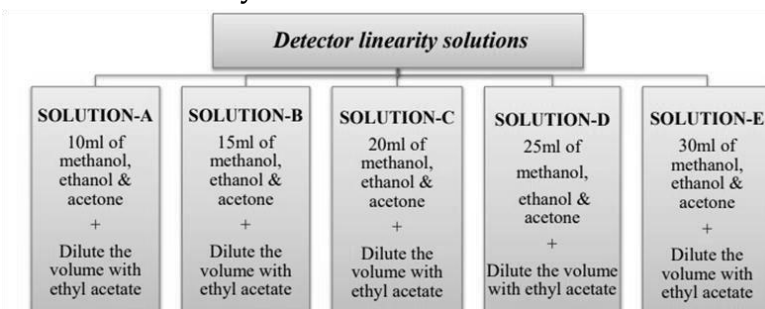 Detector linearity solutions
SOLUTION-A
10ml of
methanol,
ethanol &
acetone
+
Dilute the
volume with
ethyl acetate
SOLUTION-B
15ml of
methanol,
ethanol &
acetone
+
Dilute the
volume with
ethyl acetate
SOLUTION-C
20ml of
methanol,
ethanol &
acetone
+
Dilute the
volume with
ethyl acetate
SOLUTION-D
25ml of
methanol,
ethanol &
acetone
+
Dilute the volume
with ethyl acetate
SOLUTION-E
30ml of
methanol,
ethanol &
acetone
+
Dilute the
volume with
ethyl acetate